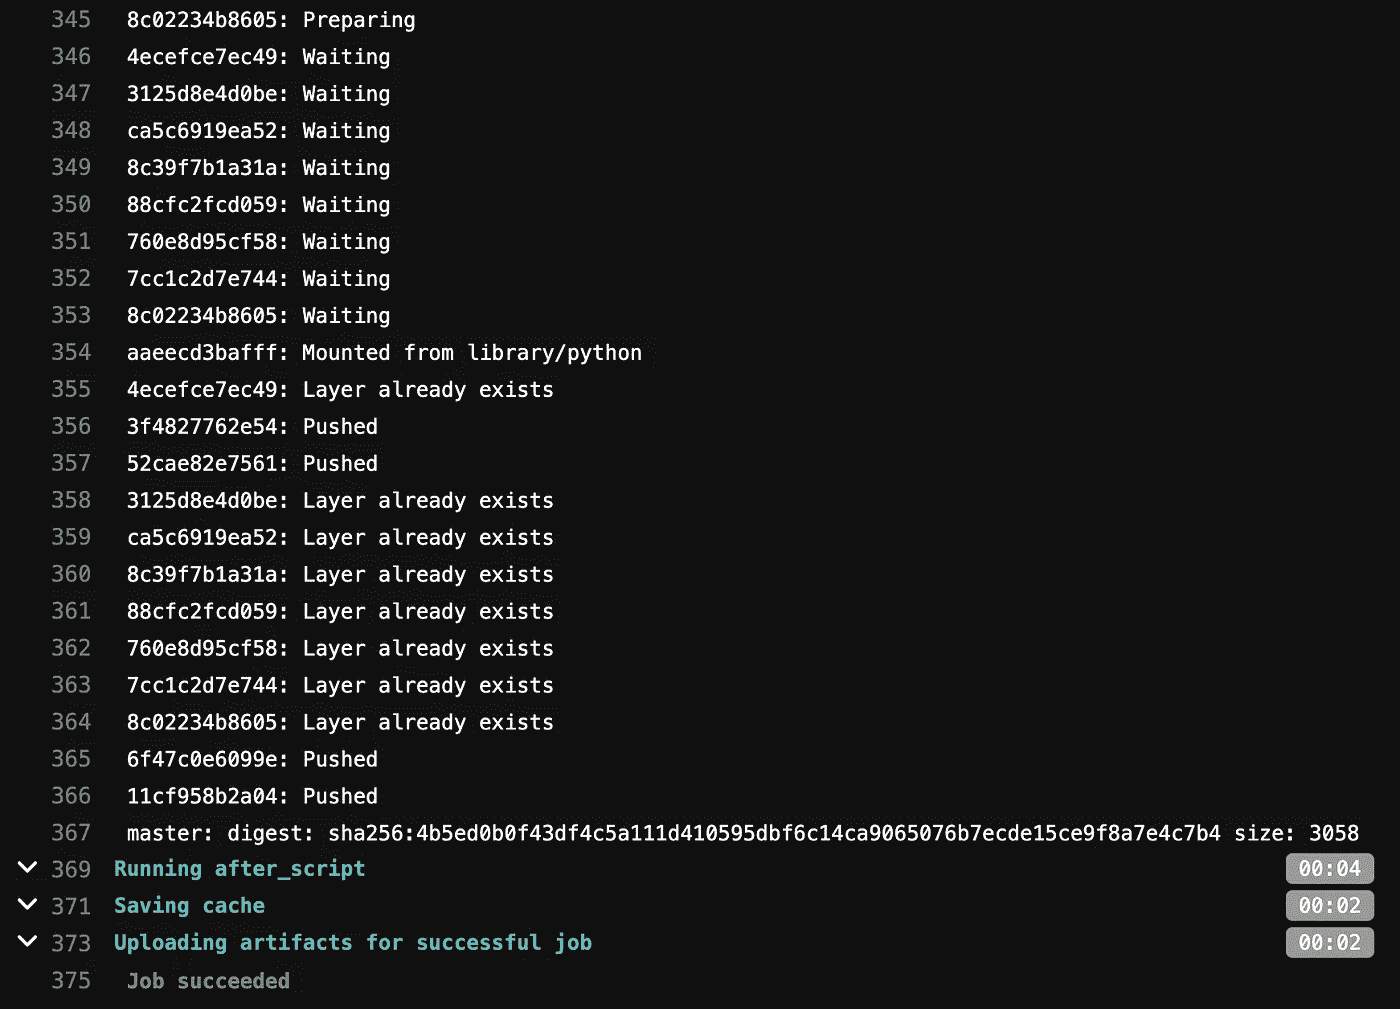 345 8c02234b8605: Preparing
346 4ecefce7ec49: Waiting
347 3125d8e4d0be: Waiting
348 ca5c6919ea52: Waiting
349 8c39f7b1a31a: Waiting
350 88cfc2fcd059: Waiting
351 760e8d95cf58: Waiting
352 7cc1c2d7e744: Waiting
353 8c02234b8605: Waiting
354 aaeecd3bafff: Mounted from library/python
355 4ecefce7ec49: Layer already exists
356 3f4827762e54: Pushed
357 52cae82e7561: Pushed
358 3125d8e4d0be: Layer already exists
359 ca5c6919ea52: Layer already exists
360 8c39f7b1a31a: Layer already exists
361 88cfc2fcd059: Layer already exists
362 760e8d95cf58: Layer already exists
363 7cc1c2d7e744: Layer already exists
364 8c02234b8605: Layer already exists
365 6f47c0e6099e: Pushed
366 11cf958b2a04: Pushed
367 master: digest: sha256:4b5ed0b0f43df4c5a111d410595dbf6c14ca9065076b7ecde15ce9f8a7e4c7b4 size: 3058
369 Running after_script 00:04
371 Saving cache 00:02
373 Uploading artifacts for successful job 00:02
375 Job succeeded